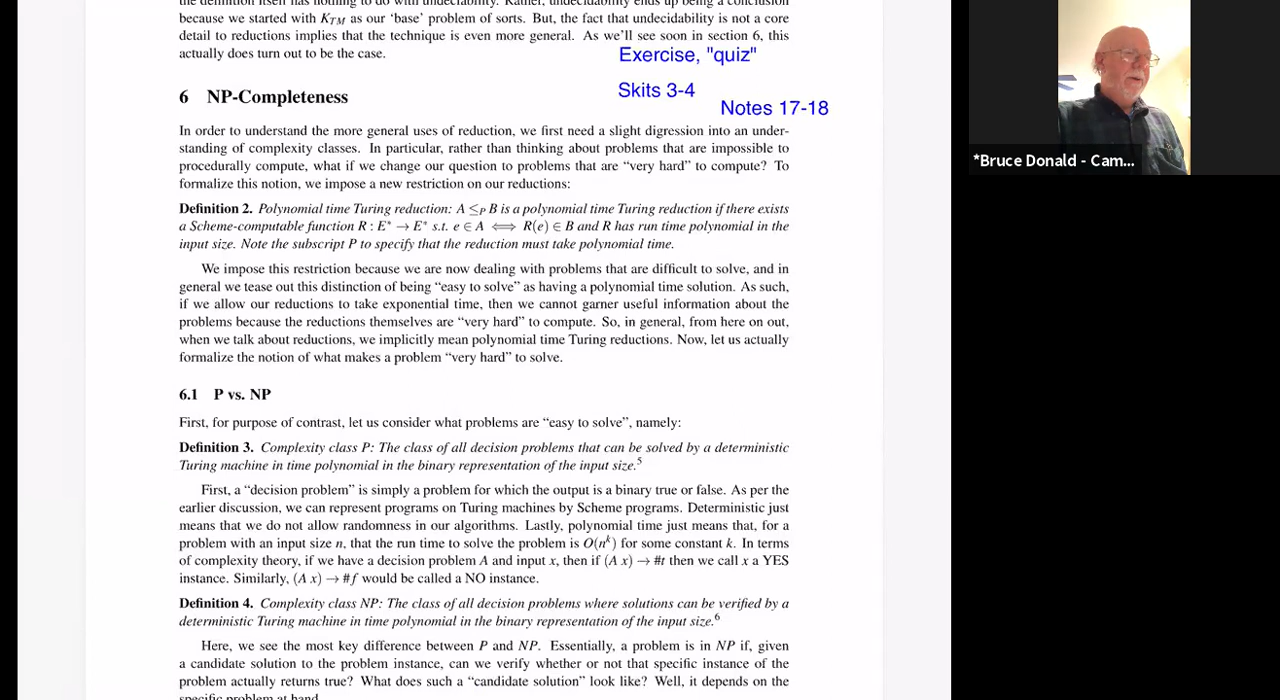 the definition itself has nothing to do with undeciability. Rather, undecidability ends up being a conclusion
because we started with K_TM as our ‘base’ problem of sorts. But, the fact that undecidability is not a core
detail to reductions implies that the technique is even more general. As we’ll see soon in section 6, this
actually does turn out to be the case.
Exercise, "quiz"
Skits 3-4
Notes 17-18
6 NP-Completeness
In order to understand the more general uses of reduction, we first need a slight digression into an under-
standing of complexity classes. In particular, rather than thinking about problems that are impossible to
procedurally compute, what if we change our question to problems that are “very hard” to compute? To
formalize this notion, we impose a new restriction on our reductions:
Definition 2. Polynomial time Turing reduction: A ≤P B is a polynomial time Turing reduction if there exists
a Scheme-computable function R : E* → E* s.t. e ∈ A ⟺ R(e) ∈ B and R has run time polynomial in the
input size. Note the subscript P to specify that the reduction must take polynomial time.
We impose this restriction because we are now dealing with problems that are difficult to solve, and in
general we tease out this distinction of being “easy to solve” as having a polynomial time solution. As such,
if we allow our reductions to take exponential time, then we cannot garner useful information about the
problems because the reductions themselves are “very hard” to compute. So, in general, from here on out,
when we talk about reductions, we implicitly mean polynomial time Turing reductions. Now, let us actually
formalize the notion of what makes a problem “very hard” to solve.
6.1 P vs. NP
First, for purpose of contrast, let us consider what problems are “easy to solve”, namely:
Definition 3. Complexity class P: The class of all decision problems that can be solved by a deterministic
Turing machine in time polynomial in the binary representation of the input size.⁵
First, a “decision problem” is simply a problem for which the output is a binary true or false. As per the
earlier discussion, we can represent programs on Turing machines by Scheme programs. Deterministic just
means that we do not allow randomness in our algorithms. Lastly, polynomial time just means that, for a
problem with an input size n, that the run time to solve the problem is O(nᵏ) for some constant k. In terms
of complexity theory, if we have a decision problem A and input x, then if (A x) → #t then we call x a YES
instance. Similarly, (A x) → #f would be called a NO instance.
Definition 4. Complexity class NP: The class of all decision problems where solutions can be verified by a
deterministic Turing machine in time polynomial in the binary representation of the input size.⁶
Here, we see the most key difference between P and NP. Essentially, a problem is in NP if, given
a candidate solution to the problem instance, can we verify whether or not that specific instance of the
problem actually returns true? What does such a “candidate solution” look like? Well, it depends on the
specific problem at hand.
*Bruce Donald - Cam...